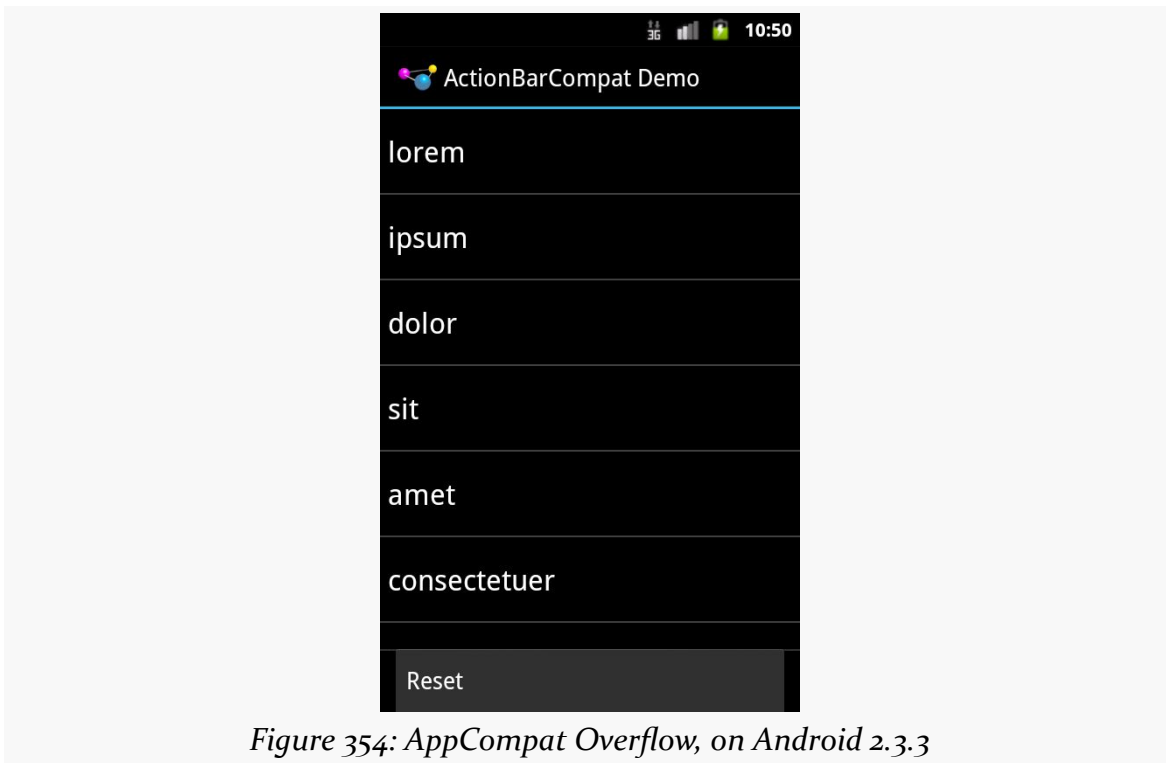 3G 10:50
ActionBarCompat Demo
lorem
ipsum
dolor
sit
amet
consectetuer
Reset
Figure 354: AppCompat Overflow, on Android 2.3.3